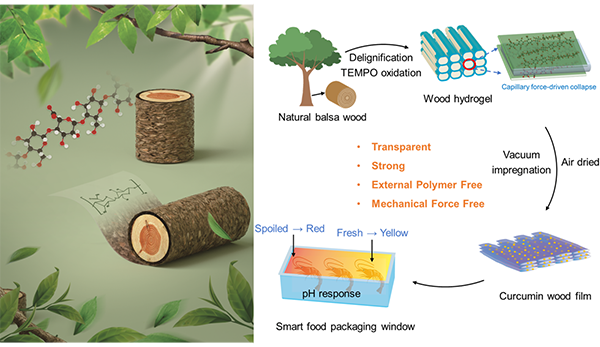 Delignification
TEMPO oxidation
Natural balsa wood
Wood hydrogel
Capillary force-driven collapse
• Transparent
• Strong
• External Polymer Free
• Mechanical Force Free
Vacuum
impregnation
Air dried
Spoiled → Red
Fresh → Yellow
pH response
Smart food packaging window
Curcumin wood film